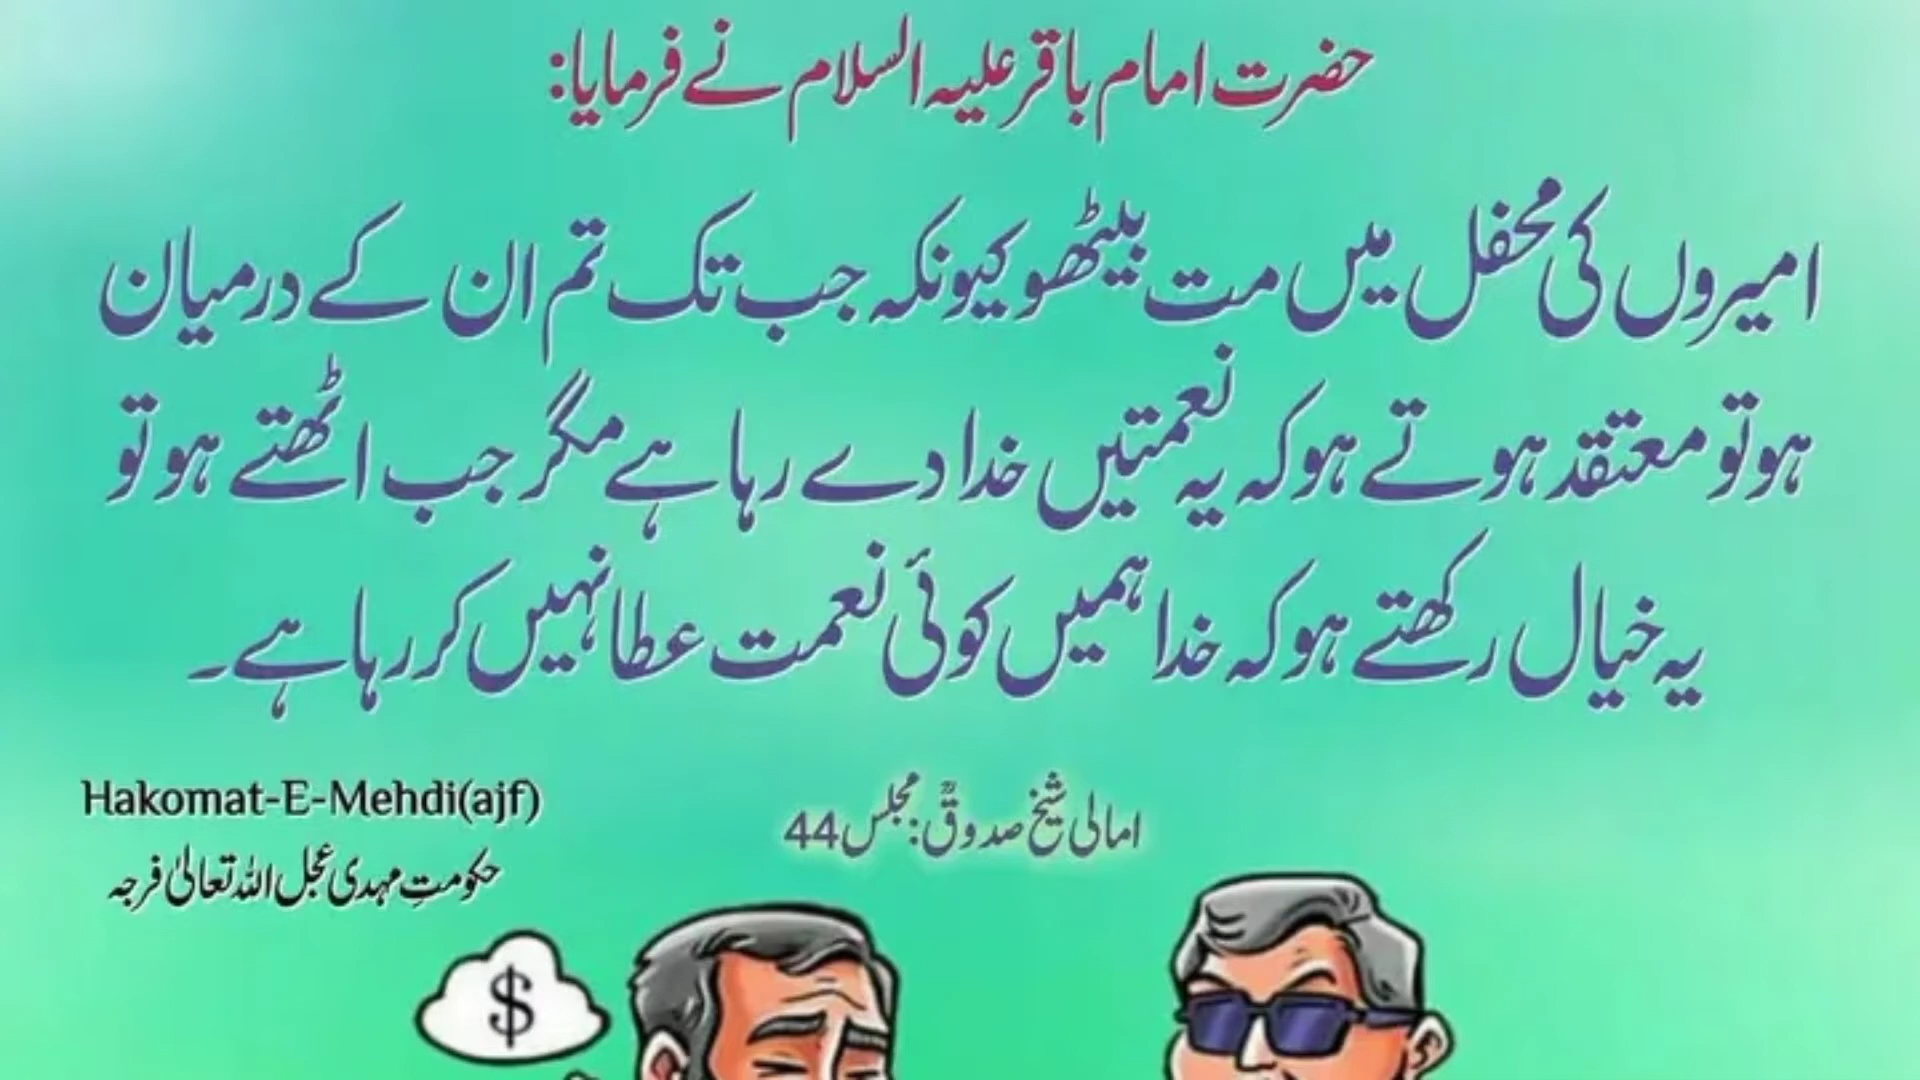 حضرت امام باقر علیہ السلام نے فرمایا:
امیروں کی محفل میں مت بیٹھو کیونکہ جب تک تم ان کے درمیان
ہو تو معتقد ہوتے ہو کہ یہ نعمتیں خدا دے رہا ہے مگر جب اٹھتے ہو تو
یہ خیال رکھتے ہو کہ خدا ہمیں کوئی نعمت عطا نہیں کر رہا ہے۔
امالی شیخ صدوقؒ: مجلس 44
Hakomat-E-Mehdi(ajf)
حکومتِ مہدی عجل اللہ تعالیٰ فرجہ
$